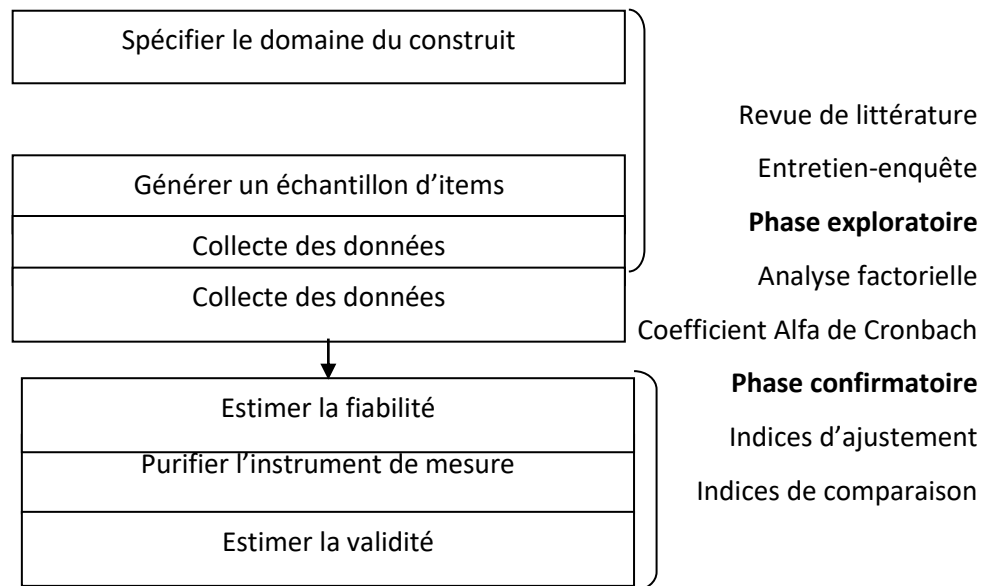 Spécifier le domaine du construit
Générer un échantillon d’items
Collecte des données
Collecte des données
Estimer la fiabilité
Purifier l’instrument de mesure
Estimer la validité
Revue de littérature
Entretien-enquête
Phase exploratoire
Analyse factorielle
Coefficient Alfa de Cronbach
Phase confirmatoire
Indices d’ajustement
Indices de comparaison